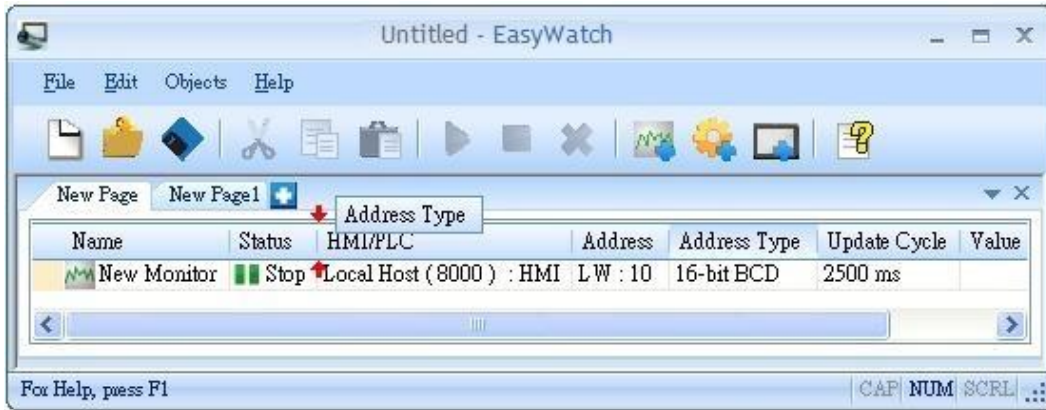 Untitled - EasyWatch
File Edit Objects Help
New Page New Page1
Address Type
Name Status HMI/PLC Address Address Type Update Cycle Value
New Monitor Stop Local Host ( 8000 ) : HMI LW : 10 16-bit BCD 2500 ms
For Help, press F1 CAP NUM SCRL